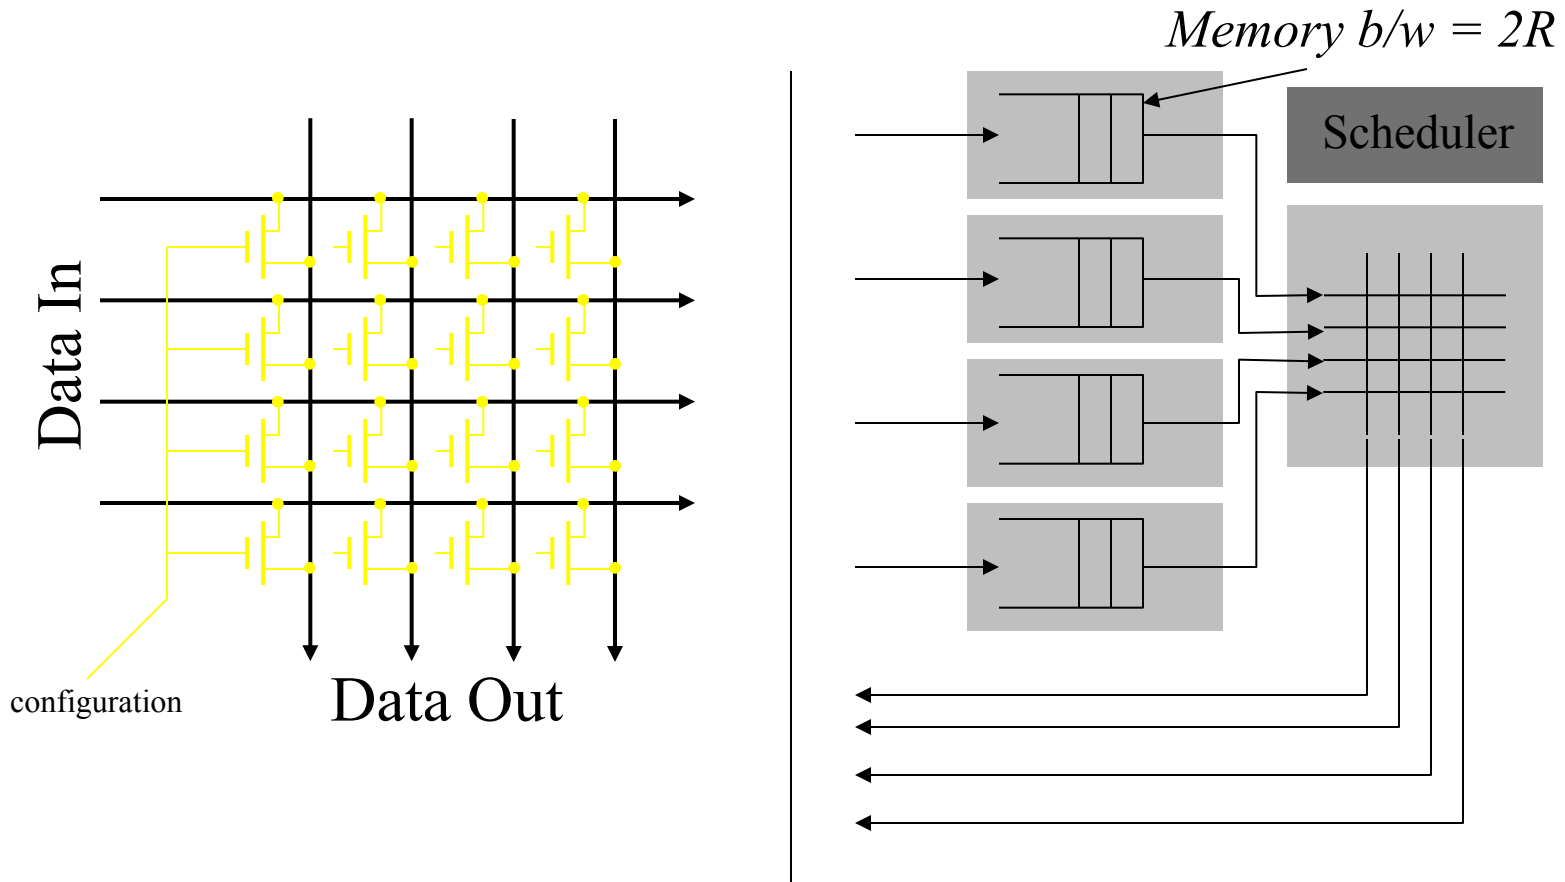 Memory b/w = 2R
Scheduler
Data In
Data Out
configuration